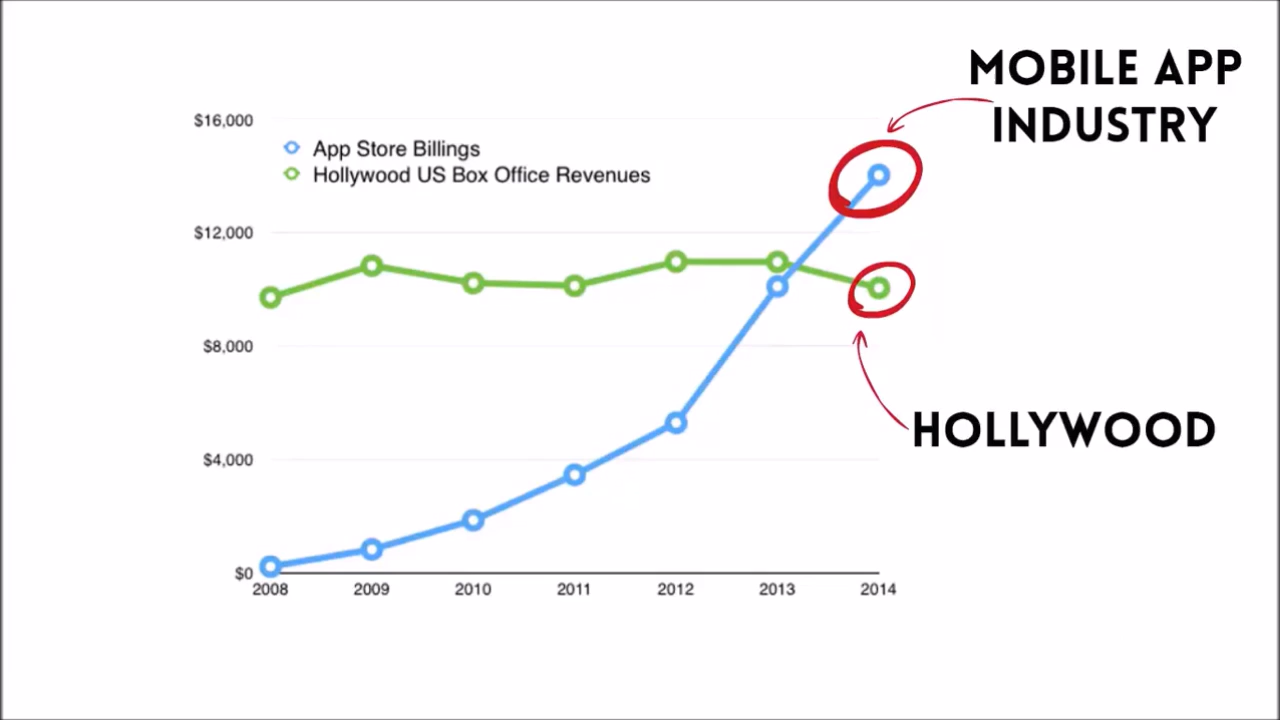 MOBILE APP
INDUSTRY
$16,000
App Store Billings
Hollywood US Box Office Revenues
$12,000
$8,000
HOLLYWOOD
$4,000
$0
2008 2009 2010 2011 2012 2013 2014